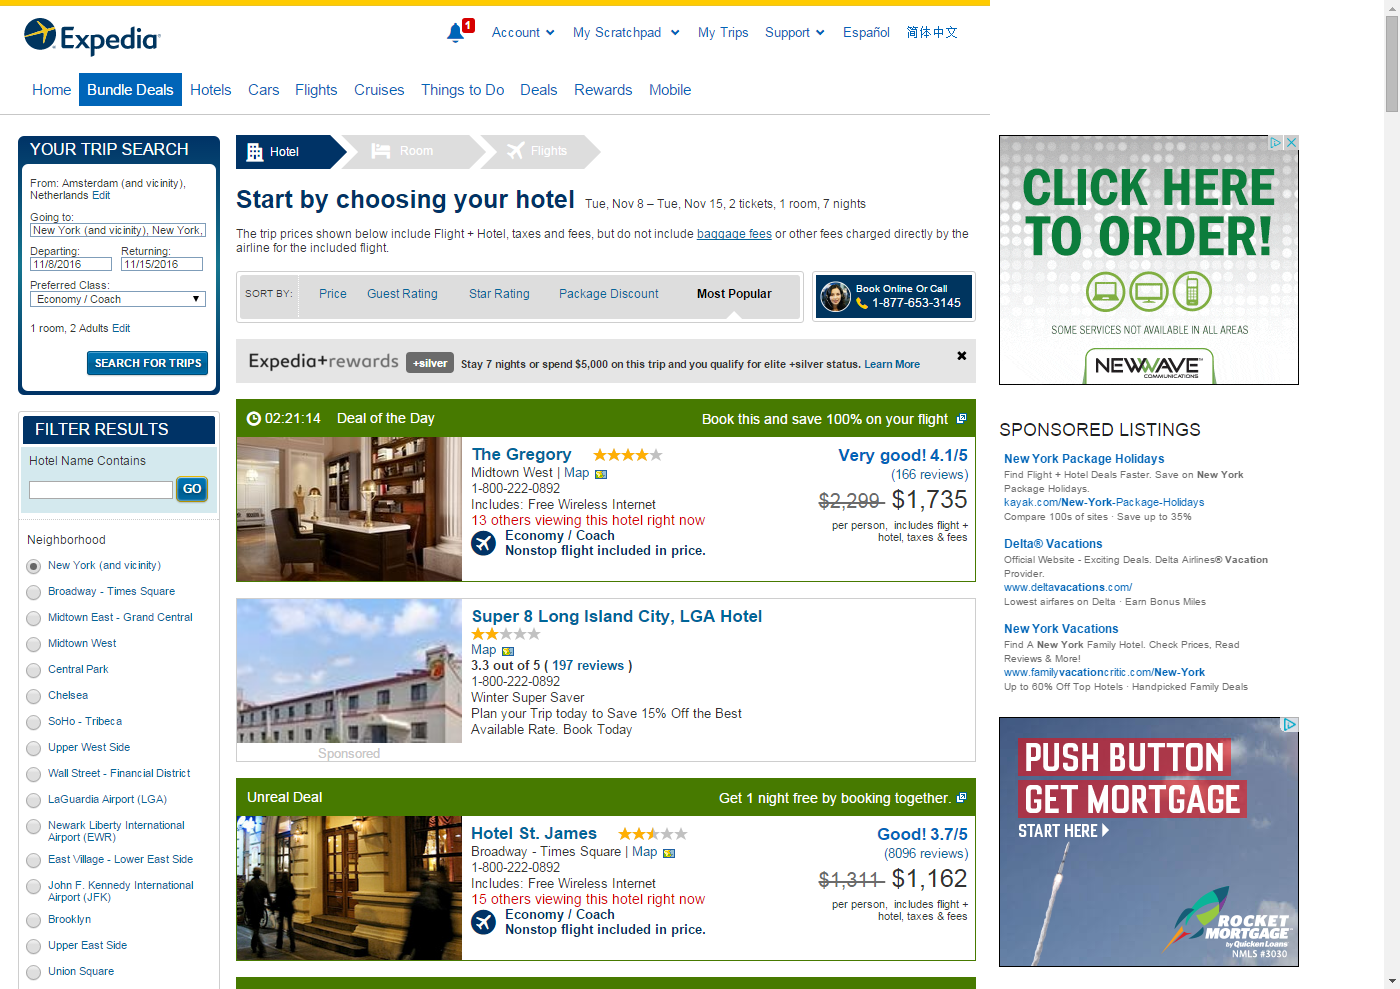 Expedia
1
Account
My Scratchpad
My Trips
Support
Español
简体中文
Home
Bundle Deals
Hotels
Cars
Flights
Cruises
Things to Do
Deals
Rewards
Mobile
YOUR TRIP SEARCH
From: Amsterdam (and vicinity),
Netherlands Edit
Going to:
New York (and vicinity), New York,
Departing:
Returning:
11/8/2016
11/15/2016
Preferred Class:
Economy / Coach
1 room, 2 Adults Edit
SEARCH FOR TRIPS
FILTER RESULTS
Hotel Name Contains
GO
Neighborhood
New York (and vicinity)
Broadway - Times Square
Midtown East - Grand Central
Midtown West
Central Park
Chelsea
SoHo - Tribeca
Upper West Side
Wall Street - Financial District
LaGuardia Airport (LGA)
Newark Liberty International
Airport (EWR)
East Village - Lower East Side
John F. Kennedy International
Airport (JFK)
Brooklyn
Upper East Side
Union Square
Hotel
Room
Flights
Start by choosing your hotel
Tue, Nov 8 – Tue, Nov 15, 2 tickets, 1 room, 7 nights
The trip prices shown below include Flight + Hotel, taxes and fees, but do not include baggage fees or other fees charged directly by the
airline for the included flight.
SORT BY:
Price
Guest Rating
Star Rating
Package Discount
Most Popular
Book Online Or Call
1-877-653-3145
Expedia+rewards
+silver
Stay 7 nights or spend $5,000 on this trip and you qualify for elite +silver status. Learn More
02:21:14
Deal of the Day
Book this and save 100% on your flight
The Gregory
Midtown West | Map
1-800-222-0892
Includes: Free Wireless Internet
13 others viewing this hotel right now
Economy / Coach
Nonstop flight included in price.
Very good! 4.1/5
(166 reviews)
$2,299 $1,735
per person, includes flight +
hotel, taxes & fees
Super 8 Long Island City, LGA Hotel
Map
3.3 out of 5 ( 197 reviews )
1-800-222-0892
Winter Super Saver
Plan your Trip today to Save 15% Off the Best
Available Rate. Book Today
Sponsored
Unreal Deal
Get 1 night free by booking together.
Hotel St. James
Broadway - Times Square | Map
1-800-222-0892
Includes: Free Wireless Internet
15 others viewing this hotel right now
Economy / Coach
Nonstop flight included in price.
Good! 3.7/5
(8096 reviews)
$1,311 $1,162
per person, includes flight +
hotel, taxes & fees
CLICK HERE
TO ORDER!
SOME SERVICES NOT AVAILABLE IN ALL AREAS
NEWWAVE
COMMUNICATIONS
SPONSORED LISTINGS
New York Package Holidays
Find Flight + Hotel Deals Faster. Save on New York
Package Holidays.
kayak.com/New-York-Package-Holidays
Compare 100s of sites · Save up to 35%
Delta® Vacations
Official Website - Exciting Deals. Delta Airlines® Vacation
Provider.
www.deltavacations.com/
Lowest airfares on Delta · Earn Bonus Miles
New York Vacations
Find A New York Family Hotel. Check Prices, Read
Reviews & More!
www.familyvacationcritic.com/New-York
Up to 60% Off Top Hotels · Handpicked Family Deals
PUSH BUTTON
GET MORTGAGE
START HERE
ROCKET
MORTGAGE
by Quicken Loans
NMLS #3030